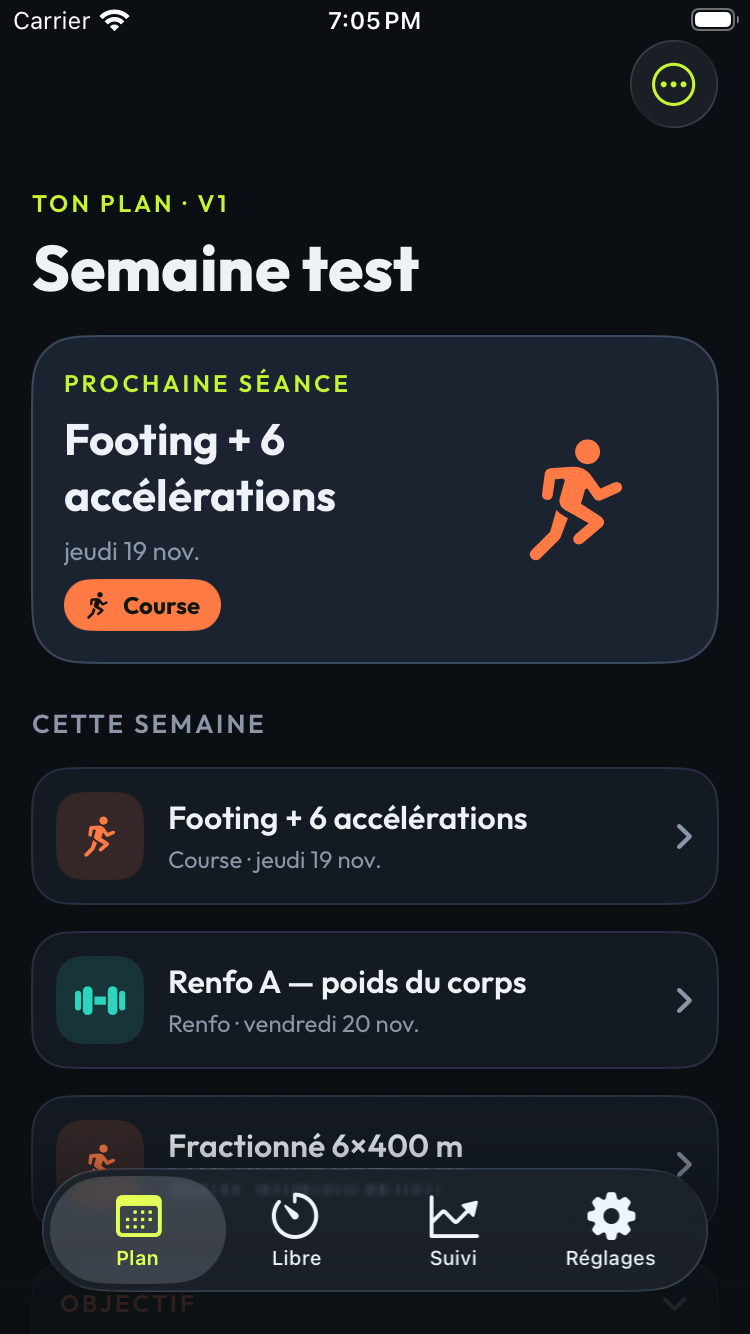 Carrier
7:05 PM
TON PLAN · V1
Semaine test
PROCHAINE SÉANCE
Footing + 6
accélérations
jeudi 19 nov.
Course
CETTE SEMAINE
Footing + 6 accélérations
Course · jeudi 19 nov.
Renfo A — poids du corps
Renfo · vendredi 20 nov.
Fractionné 6×400 m
Plan
Libre
Suivi
Réglages
OBJECTIF